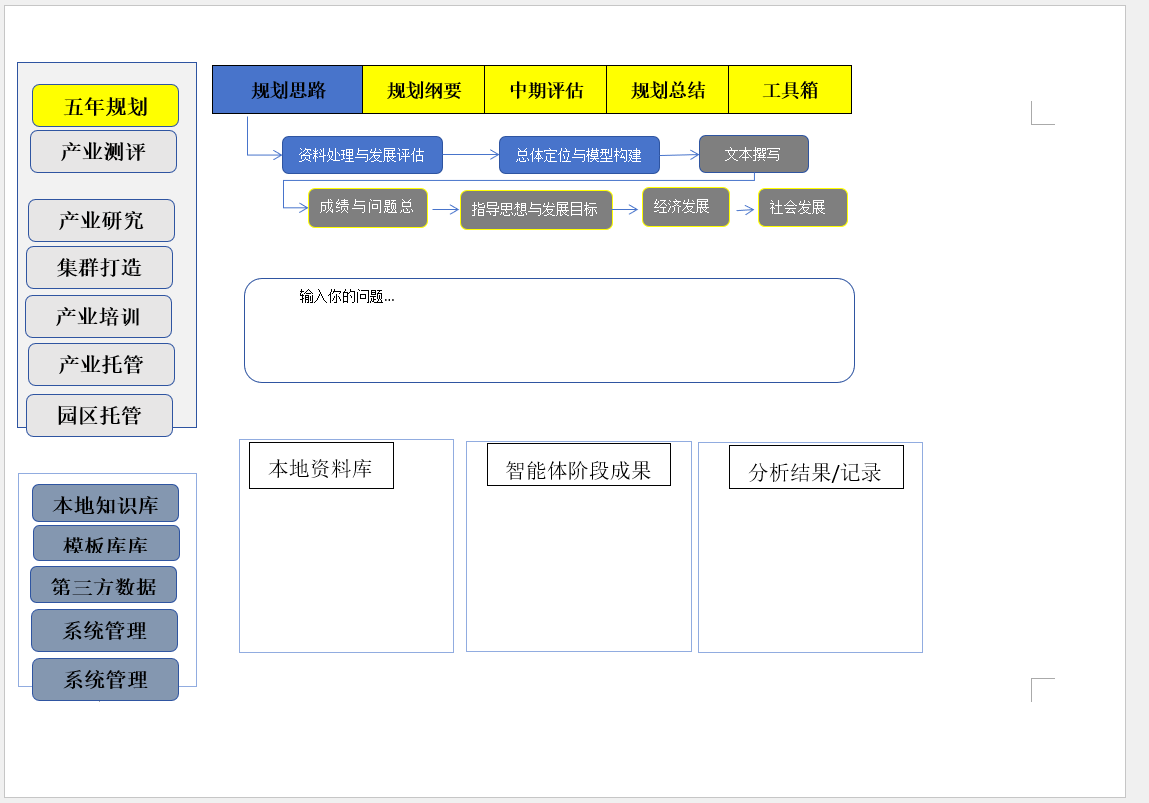 五年规划
产业测评
产业研究
集群打造
产业培训
产业托管
园区托管
本地知识库
模板库库
第三方数据
系统管理
系统管理
规划思路 规划纲要 中期评估 规划总结 工具箱
资料处理与发展评估 总体定位与模型构建 文本撰写
成绩与问题总 指导思想与发展目标 经济发展 社会发展
输入你的问题...
本地资料库 智能体阶段成果 分析结果/记录